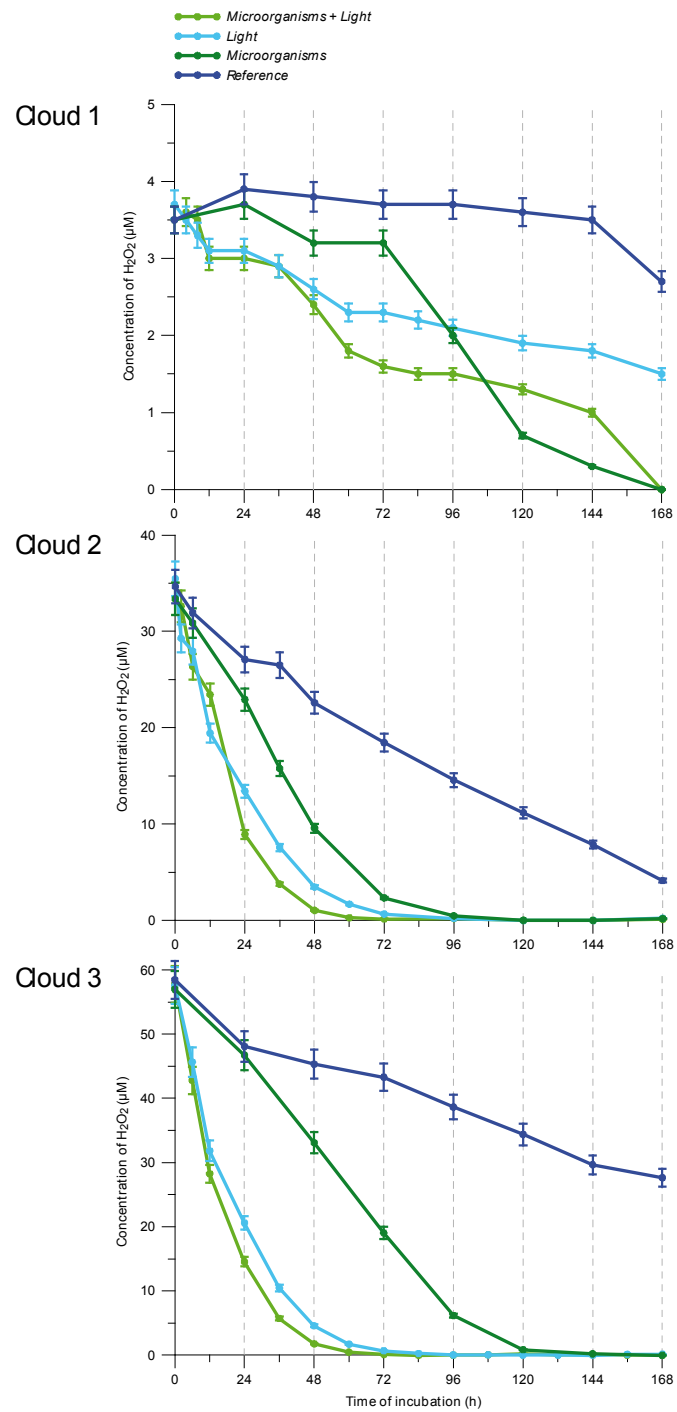 Microorganisms + Light
Light
Microorganisms
Reference
Cloud 1
Concentration of H₂O₂ (µM)
5
4
3
2
1
0
0 24 48 72 96 120 144 168
Cloud 2
Concentration of H₂O₂ (µM)
40
30
20
10
0
0 24 48 72 96 120 144 168
Cloud 3
Concentration of H₂O₂ (µM)
60
50
40
30
20
10
0
0 24 48 72 96 120 144 168
Time of incubation (h)